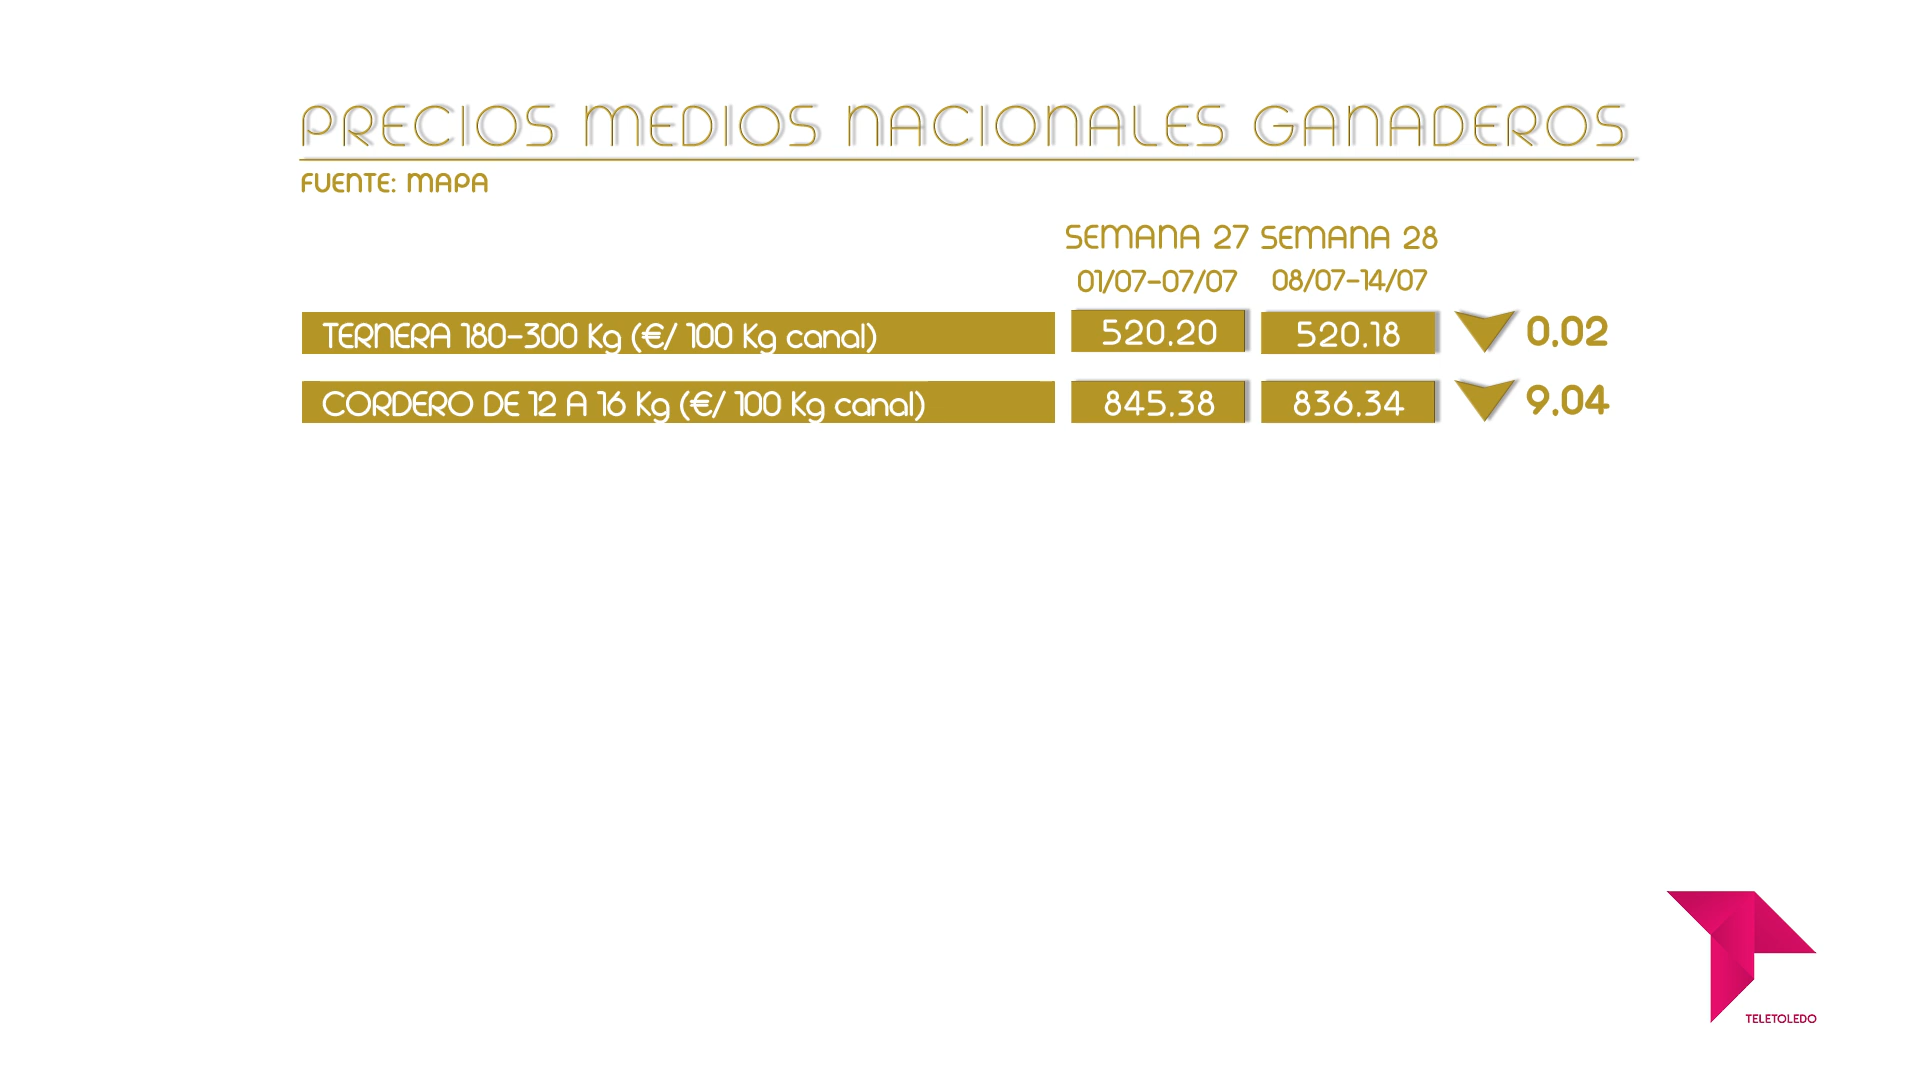 PRECIOS MEDIOS NACIONALES GANADEROS
FUENTE: MAPA
SEMANA 27 SEMANA 28
01/07-07/07 08/07-14/07
TERNERA 180-300 Kg (€/ 100 Kg canal) 520.20 520.18 0.02
CORDERO DE 12 A 16 Kg (€/ 100 Kg canal) 845.38 836.34 9.04
TELETOLEDO